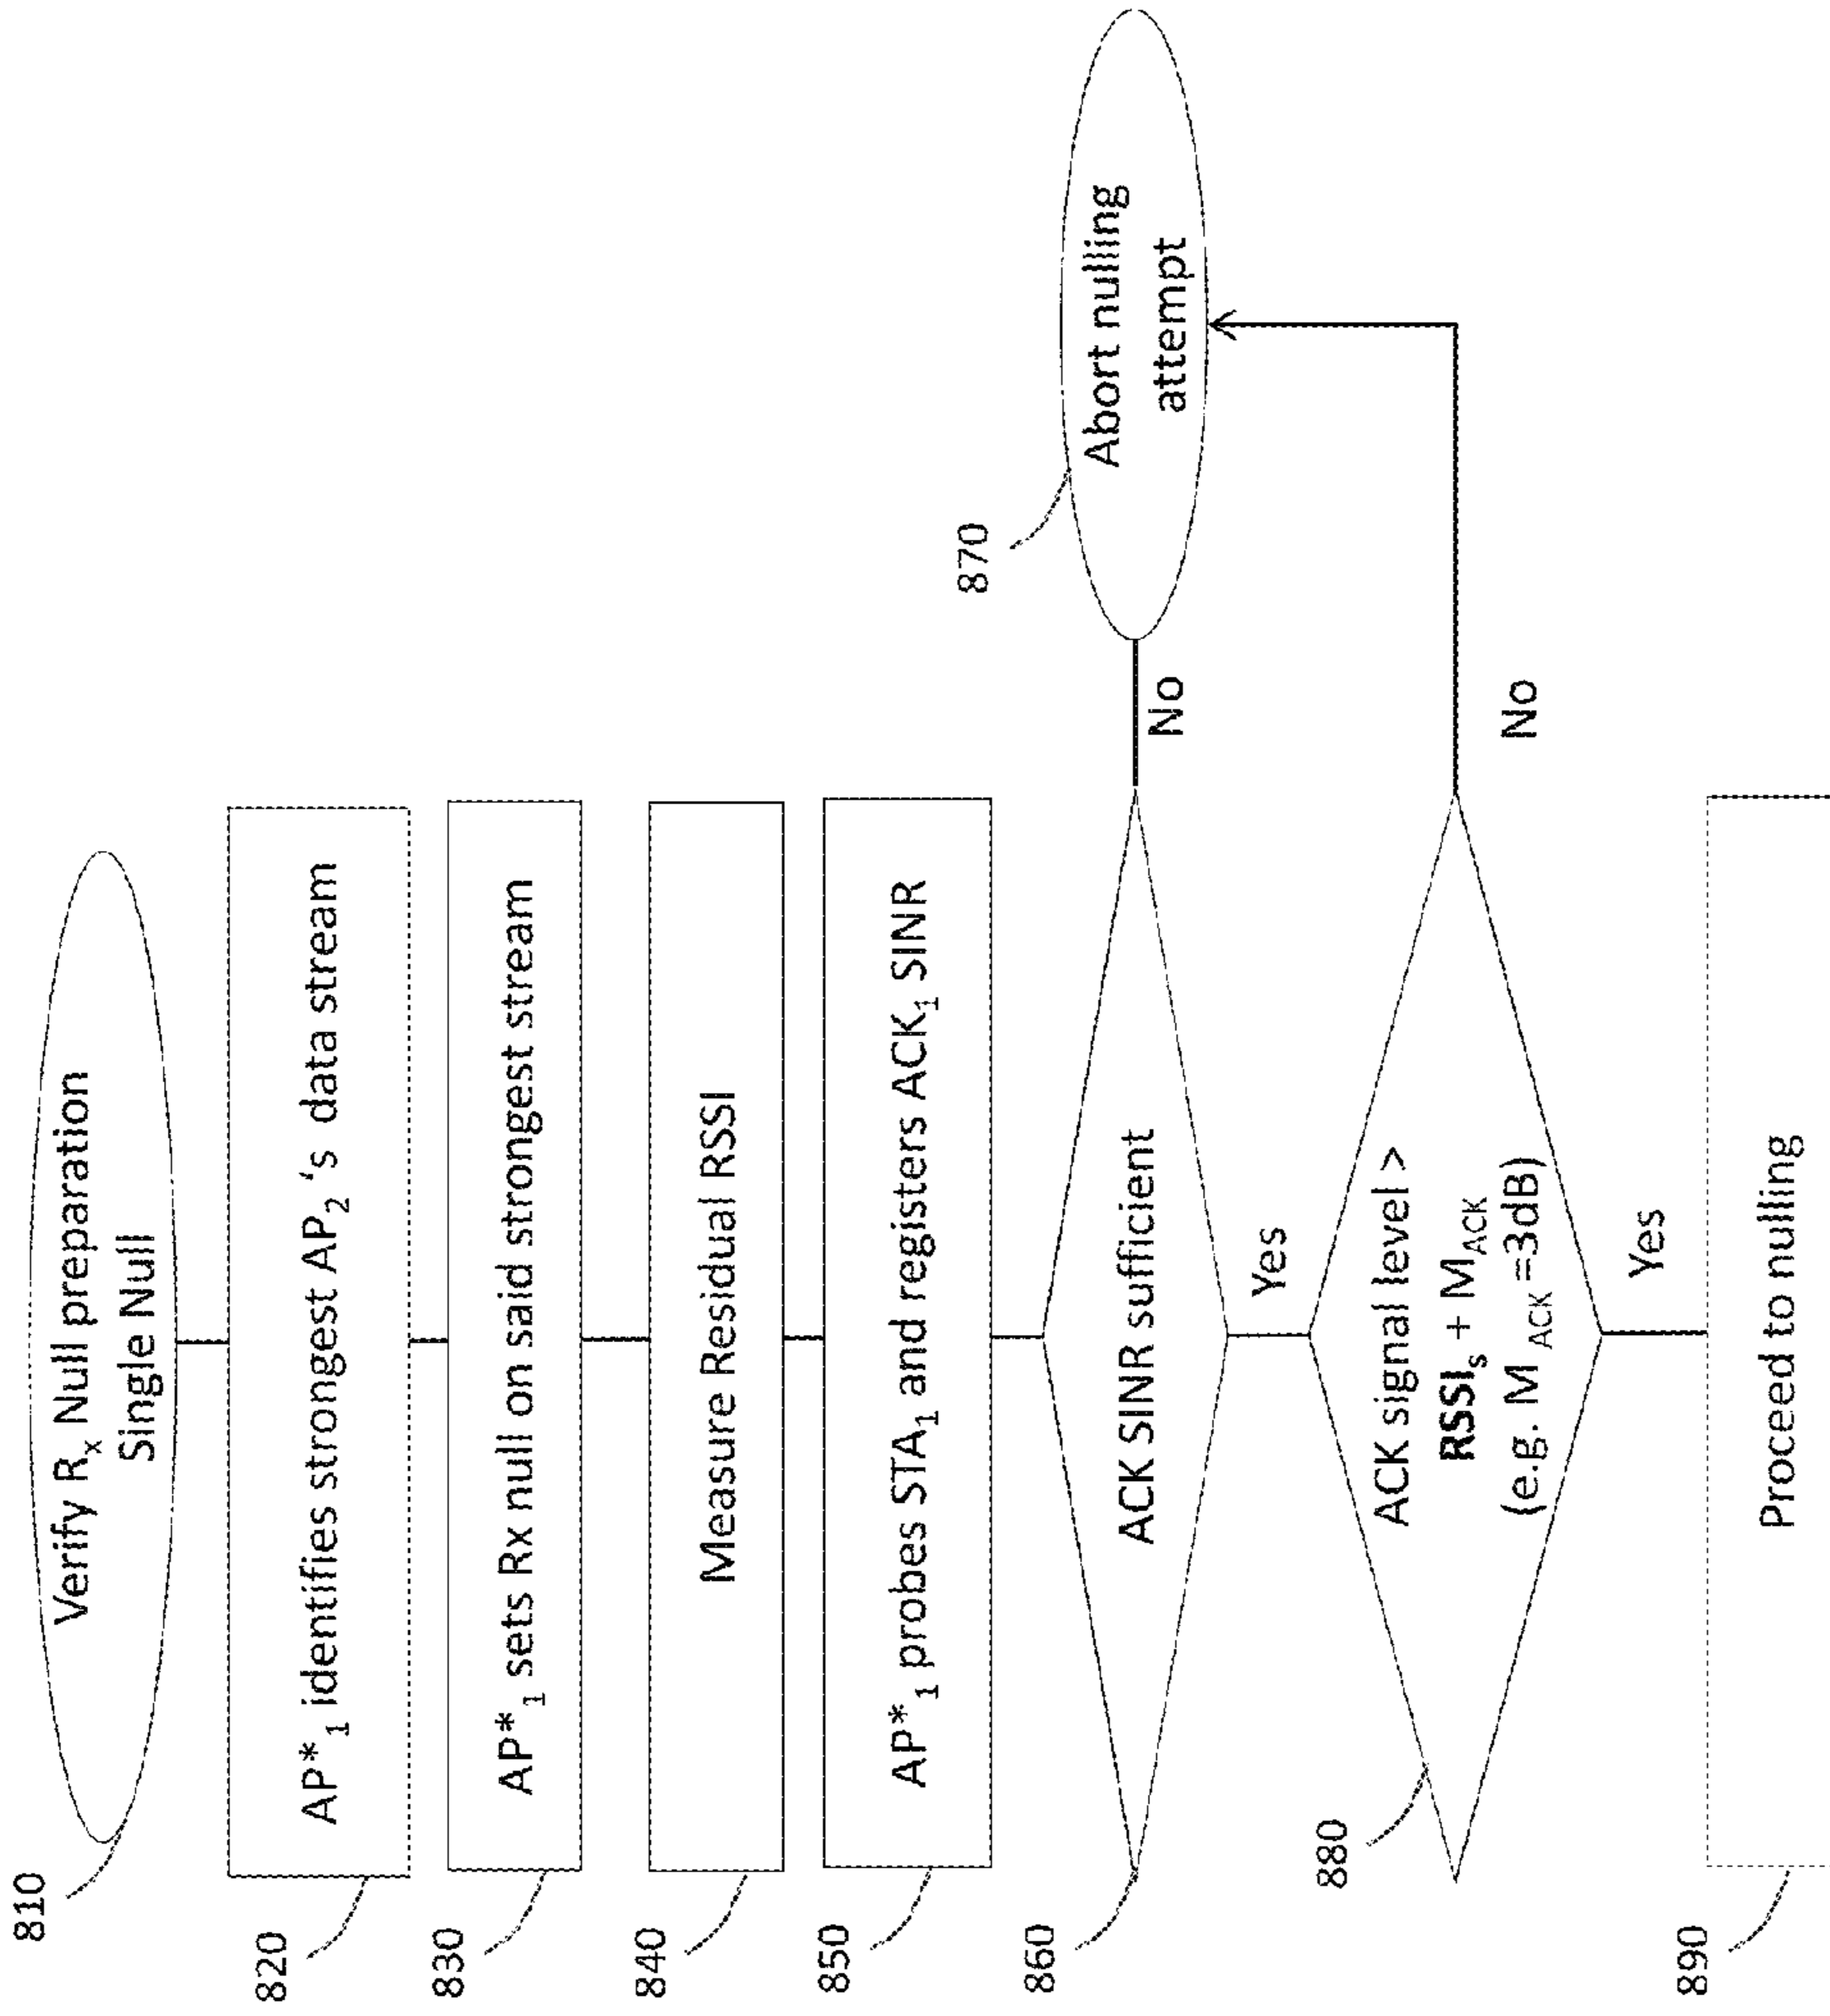 810
Verify Rx Null preparation
Single Null
820
AP*1 identifies strongest AP2 's data stream
830
AP*1 sets Rx null on said strongest stream
840
Measure Residual RSSI
850
AP*1 probes STA1 and registers ACK1 SINR
860
ACK SINR sufficient
No
870
Abort nulling
attempt
Yes
880
ACK signal level >
RSSIs + MACK
(e.g. M ACK =3dB)
No
Yes
890
Proceed to nulling